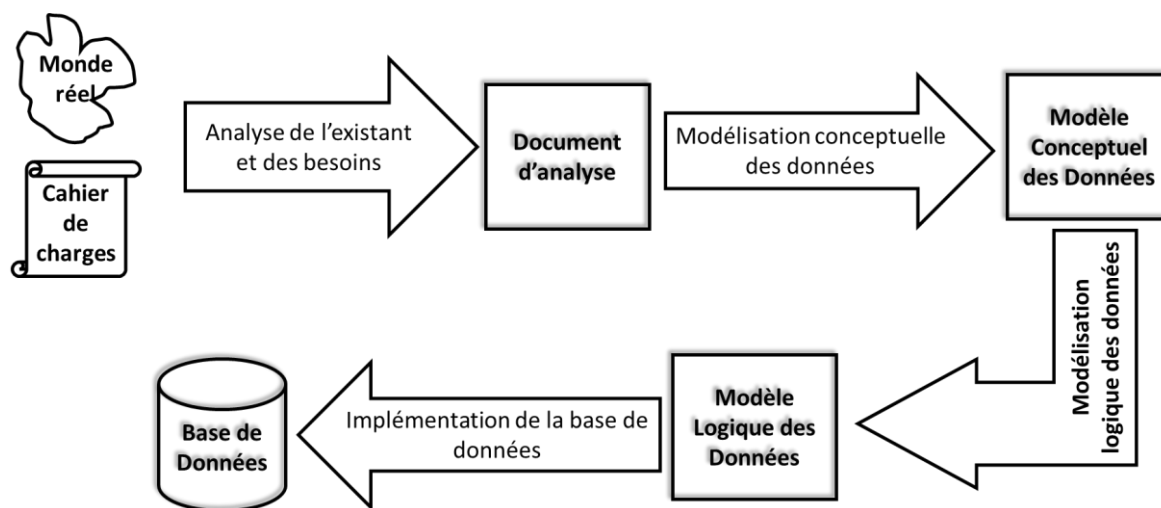 Monde
réel
Cahier
de
charges
Analyse de l’existant
et des besoins
Document
d’analyse
Modélisation conceptuelle
des données
Modèle
Conceptuel
des Données
Modélisation
logique des données
Modèle
Logique des
Données
Implémentation de la base de
données
Base de
Données